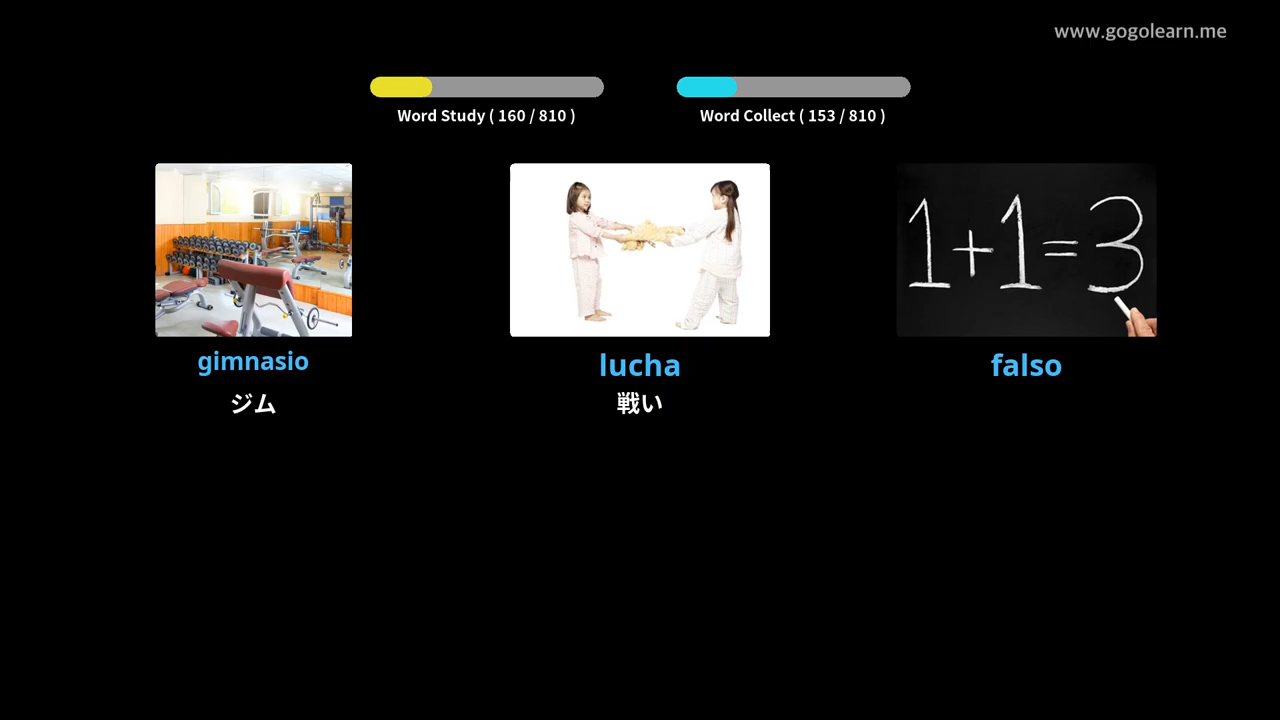 www.gogolearn.me
Word Study ( 160 / 810 )
Word Collect ( 153 / 810 )
1+1=3
gimnasio
lucha
falso
ジム
戦い